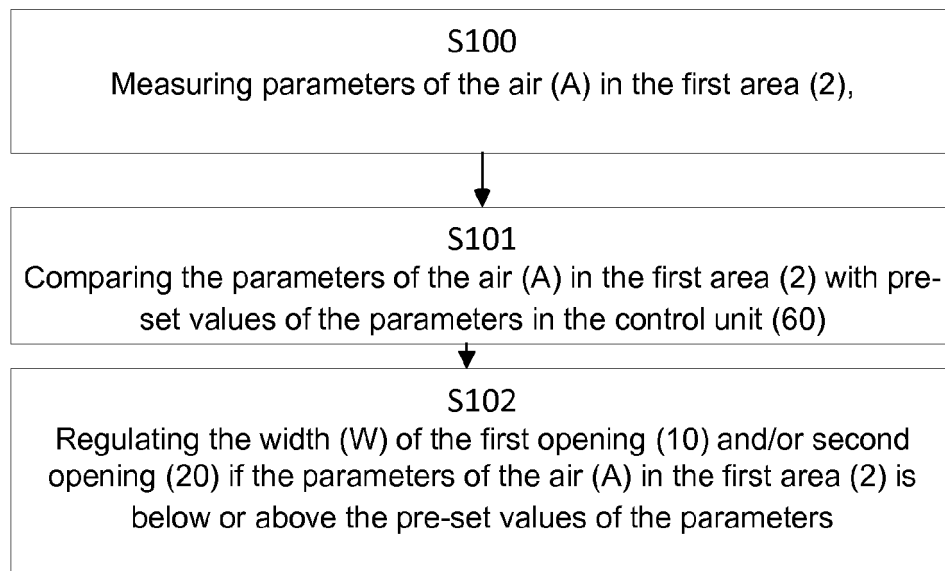 S100
Measuring parameters of the air (A) in the first area (2),
S101
Comparing the parameters of the air (A) in the first area (2) with pre-
set values of the parameters in the control unit (60)
S102
Regulating the width (W) of the first opening (10) and/or second
opening (20) if the parameters of the air (A) in the first area (2) is
below or above the pre-set values of the parameters